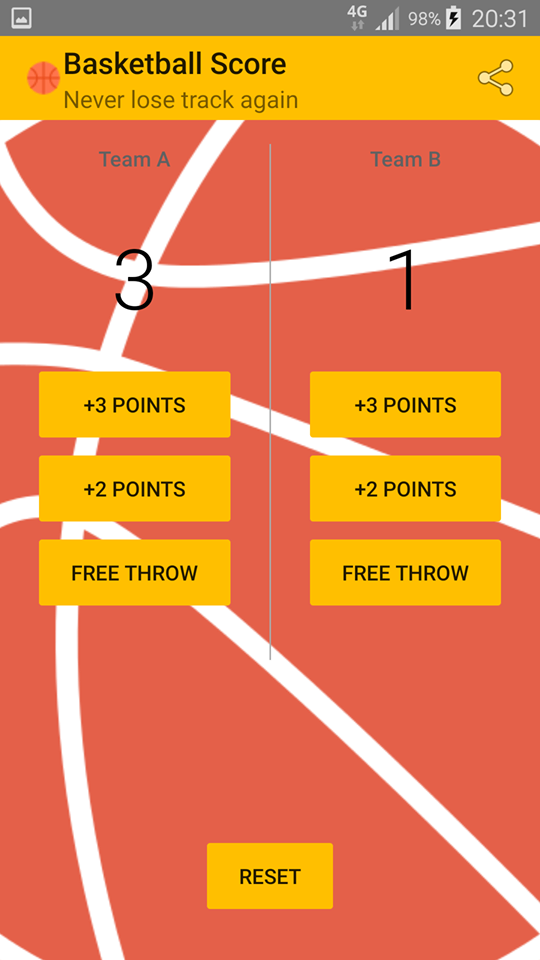 4G 98% 20:31
Basketball Score
Never lose track again
Team A Team B
3 1
+3 POINTS +3 POINTS
+2 POINTS +2 POINTS
FREE THROW FREE THROW
RESET